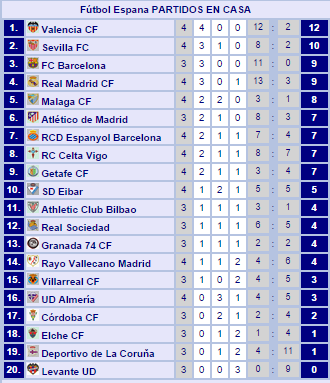 Fútbol Espana PARTIDOS EN CASA
1. Valencia CF 4 4 0 0 12 : 2 12
2. Sevilla FC 4 3 1 0 8 : 2 10
3. FC Barcelona 3 3 0 0 11 : 0 9
4. Real Madrid CF 4 3 0 1 13 : 3 9
5. Malaga CF 4 2 2 0 3 : 1 8
6. Atlético de Madrid 3 2 1 0 8 : 3 7
7. RCD Espanyol Barcelona 4 2 1 1 7 : 4 7
8. RC Celta Vigo 4 2 1 1 8 : 7 7
9. Getafe CF 4 2 1 1 3 : 4 7
10. SD Eibar 4 1 2 1 5 : 5 5
11. Athletic Club Bilbao 3 1 1 1 4 : 3 4
12. Real Sociedad 3 1 1 1 6 : 5 4
13. Granada 74 CF 3 1 1 1 2 : 2 4
14. Rayo Vallecano Madrid 4 1 1 2 4 : 6 4
15. Villarreal CF 3 1 0 2 4 : 5 3
16. UD Almería 4 0 3 1 4 : 5 3
17. Córdoba CF 3 0 2 1 2 : 4 2
18. Elche CF 3 0 1 2 1 : 4 1
19. Deportivo de La Coruña 3 0 1 2 4 : 11 1
20. Levante UD 3 0 0 3 0 : 9 0